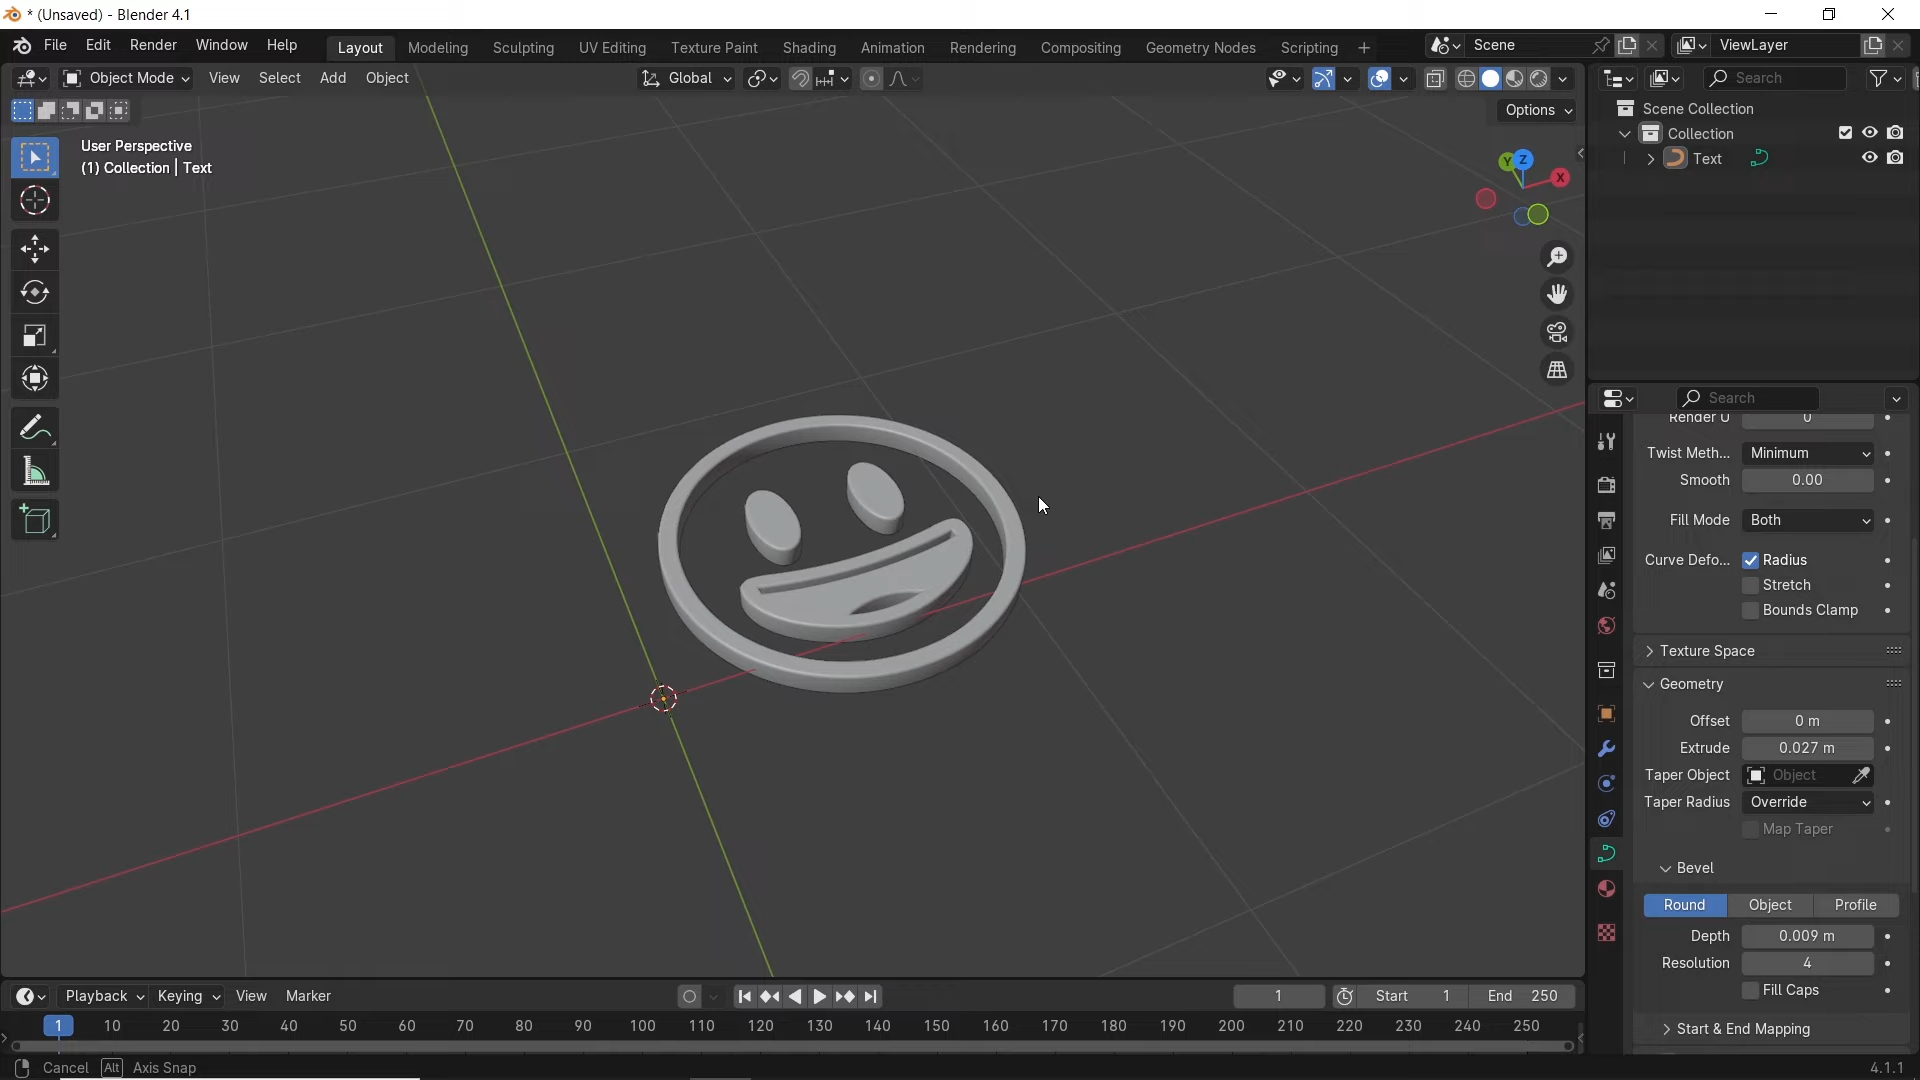 * (Unsaved) - Blender 4.1
File Edit Render Window Help Layout Modeling Sculpting UV Editing Texture Paint Shading Animation Rendering Compositing Geometry Nodes Scripting + Scene ViewLayer
Object Mode View Select Add Object Global Search
Options
User Perspective
(1) Collection | Text
Scene Collection
Collection
Text
Y Z X
Search
Render U 0
Twist Meth... Minimum
Smooth 0.00
Fill Mode Both
Curve Defo... Radius
Stretch
Bounds Clamp
Texture Space
Geometry
Offset 0 m
Extrude 0.027 m
Taper Object Object
Taper Radius Override
Map Taper
Bevel
Round Object Profile
Depth 0.009 m
Resolution 4
Fill Caps
Start & End Mapping
Playback Keying View Marker 1 Start 1 End 250
1 10 20 30 40 50 60 70 80 90 100 110 120 130 140 150 160 170 180 190 200 210 220 230 240 250
Cancel Alt Axis Snap 4.1.1